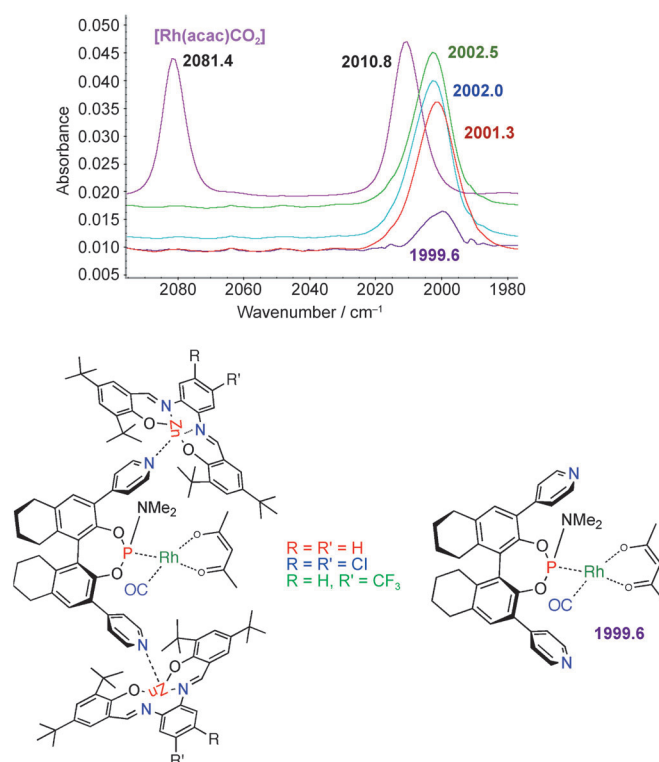 [Rh(acac)CO₂]
2081.4
2010.8
2002.5
2002.0
2001.3
1999.6
0.050
0.045
0.040
0.035
0.030
0.025
0.020
0.015
0.010
0.005
Absorbance
2080
2060
2040
2020
2000
1980
Wavenumber / cm⁻¹
R
R'
N
Zn
N
O
O
N
NMe₂
O
P
O
Rh
O
O
OC
N
O
O
Zn
N
N
R
R'
R = R' = H
R = R' = Cl
R = H, R' = CF₃
N
NMe₂
O
P
O
Rh
O
O
OC
1999.6
N